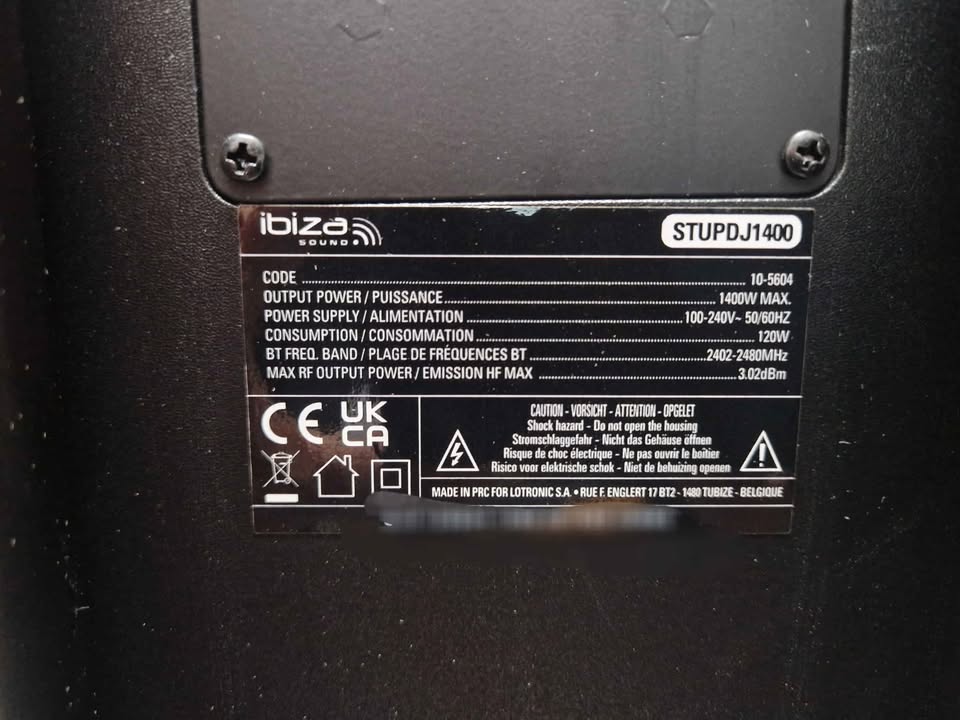 ibiza
SOUND
STUPDJ1400
CODE ........ 10-5604
OUTPUT POWER / PUISSANCE ........ 1400W MAX.
POWER SUPPLY / ALIMENTATION ........ 100-240V~ 50/60HZ
CONSUMPTION / CONSOMMATION ........ 120W
BT FREQ. BAND / PLAGE DE FRÉQUENCES BT ........ 2402-2480MHz
MAX RF OUTPUT POWER / EMISSION HF MAX ........ 3.02dBm
CE
UK
CA
CAUTION - VORSICHT - ATTENTION - OPGELET
Shock hazard - Do not open the housing
Stromschlaggefahr - Nicht das Gehäuse öffnen
Risque de choc électrique - Ne pas ouvrir le boîtier
Risico voor elektrische schok - Niet de behuizing openen
MADE IN PRC FOR LOTRONIC S.A. • RUE F. ENGLERT 17 BT2 - 1480 TUBIZE - BELGIQUE